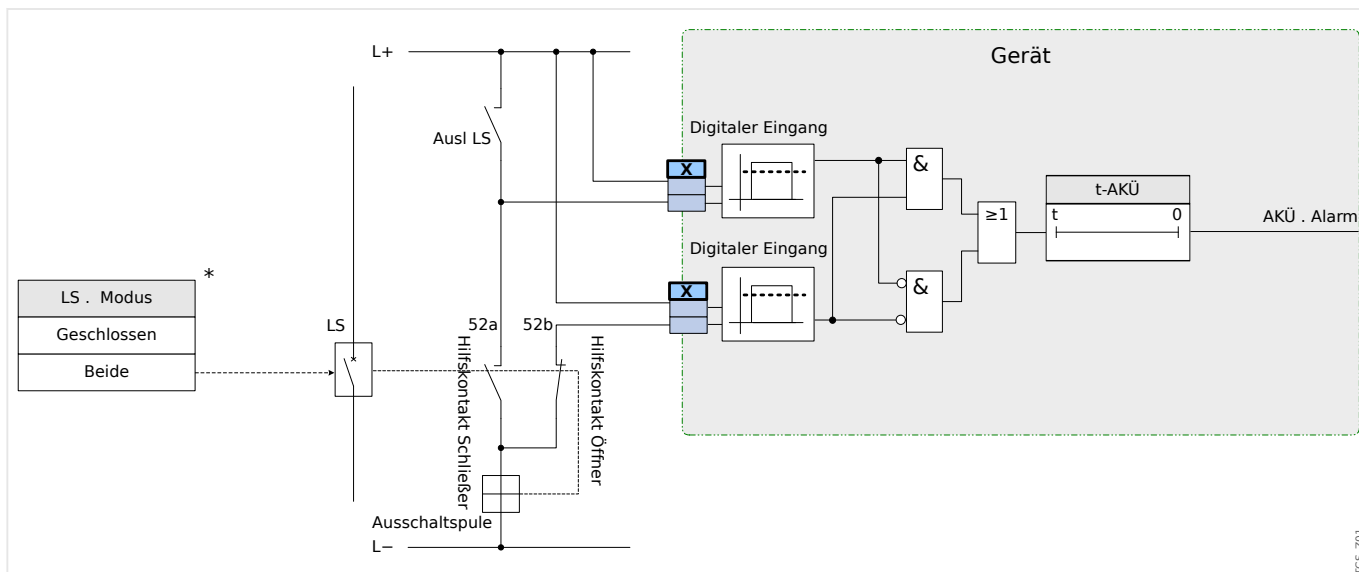 Gerät
L+
Digitaler Eingang
Ausl LS
X
&
t-AKÜ
≥1
t 0
AKÜ . Alarm
Digitaler Eingang
*
X
&
LS . Modus
Geschlossen
Beide
LS
52a 52b
Hilfskontakt Schließer
Hilfskontakt Öffner
Ausschaltspule
L−